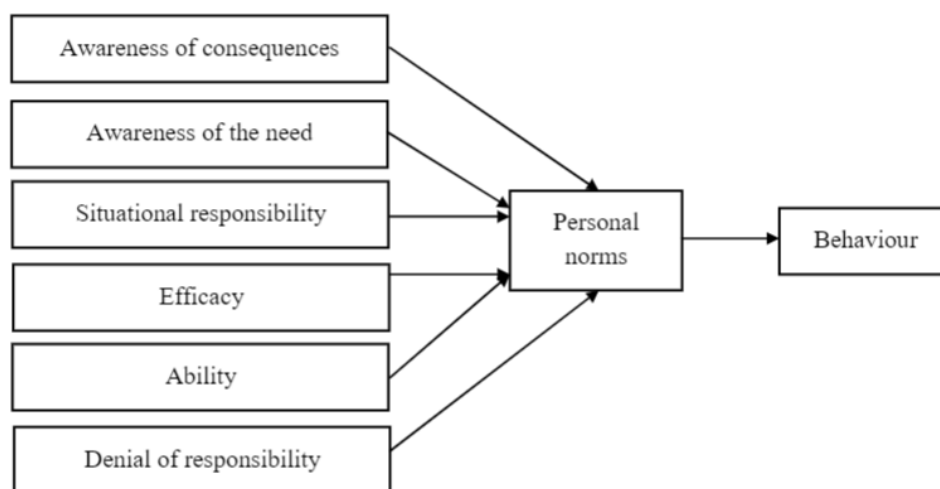 Awareness of consequences
Awareness of the need
Situational responsibility
Efficacy
Ability
Denial of responsibility
Personal
norms
Behaviour